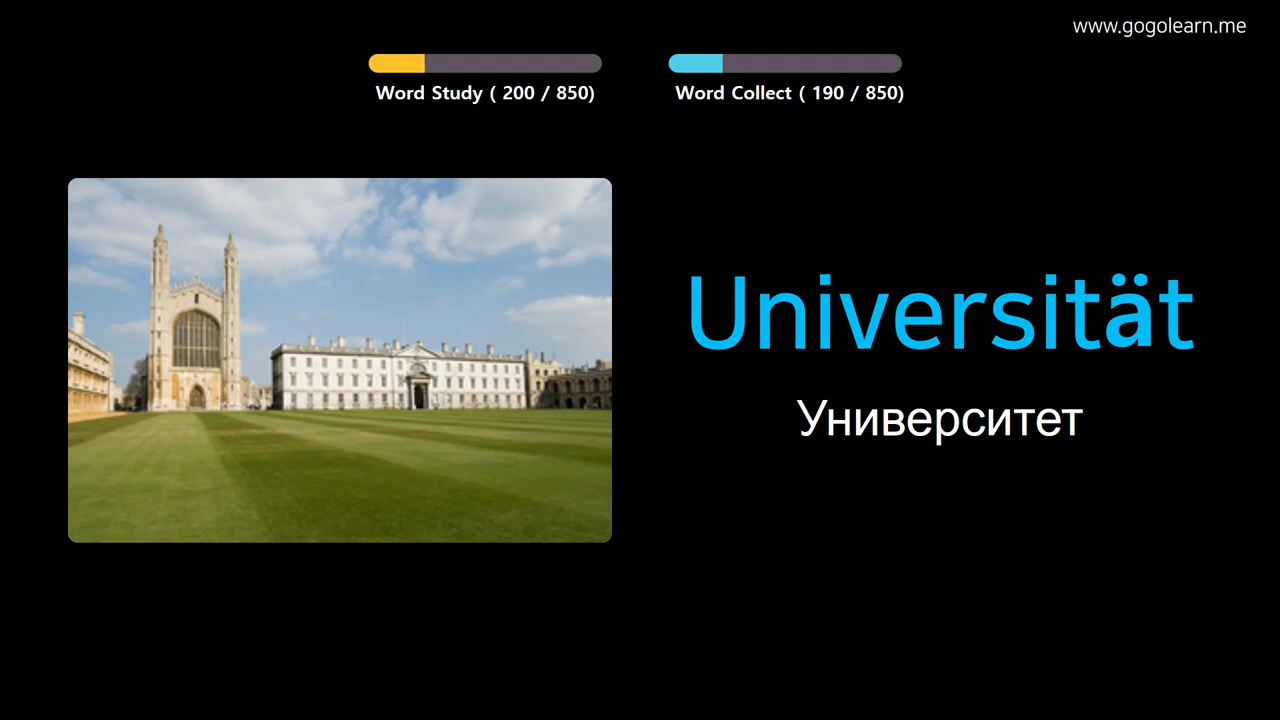 www.gogolearn.me
Word Study ( 200 / 850)
Word Collect ( 190 / 850)
Universität
Университет